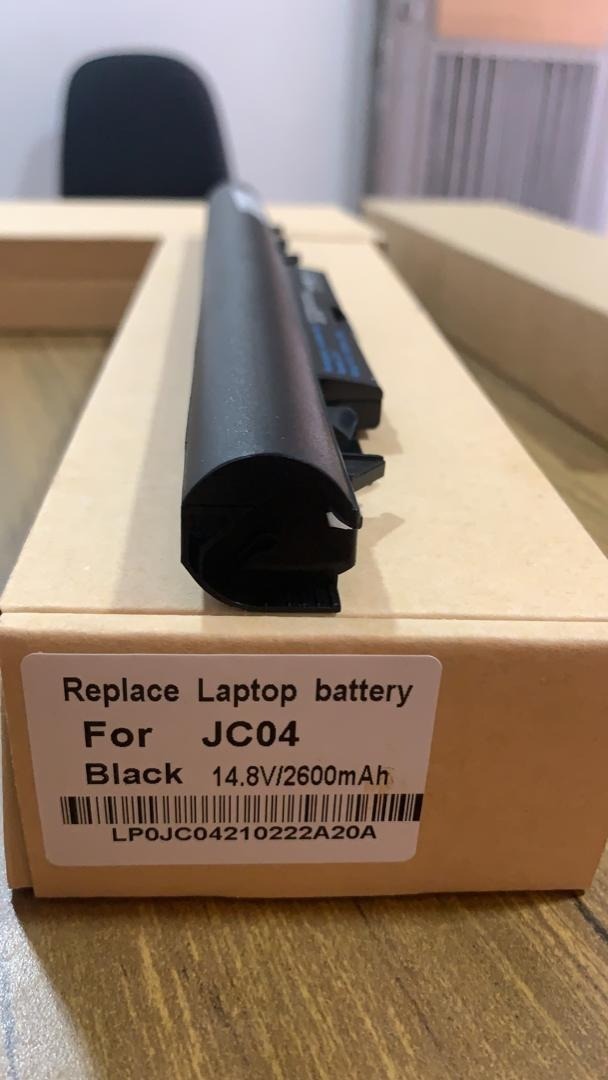 Replace Laptop battery
For JC04
Black 14.8V/2600mAh
LP0JC04210222A20A